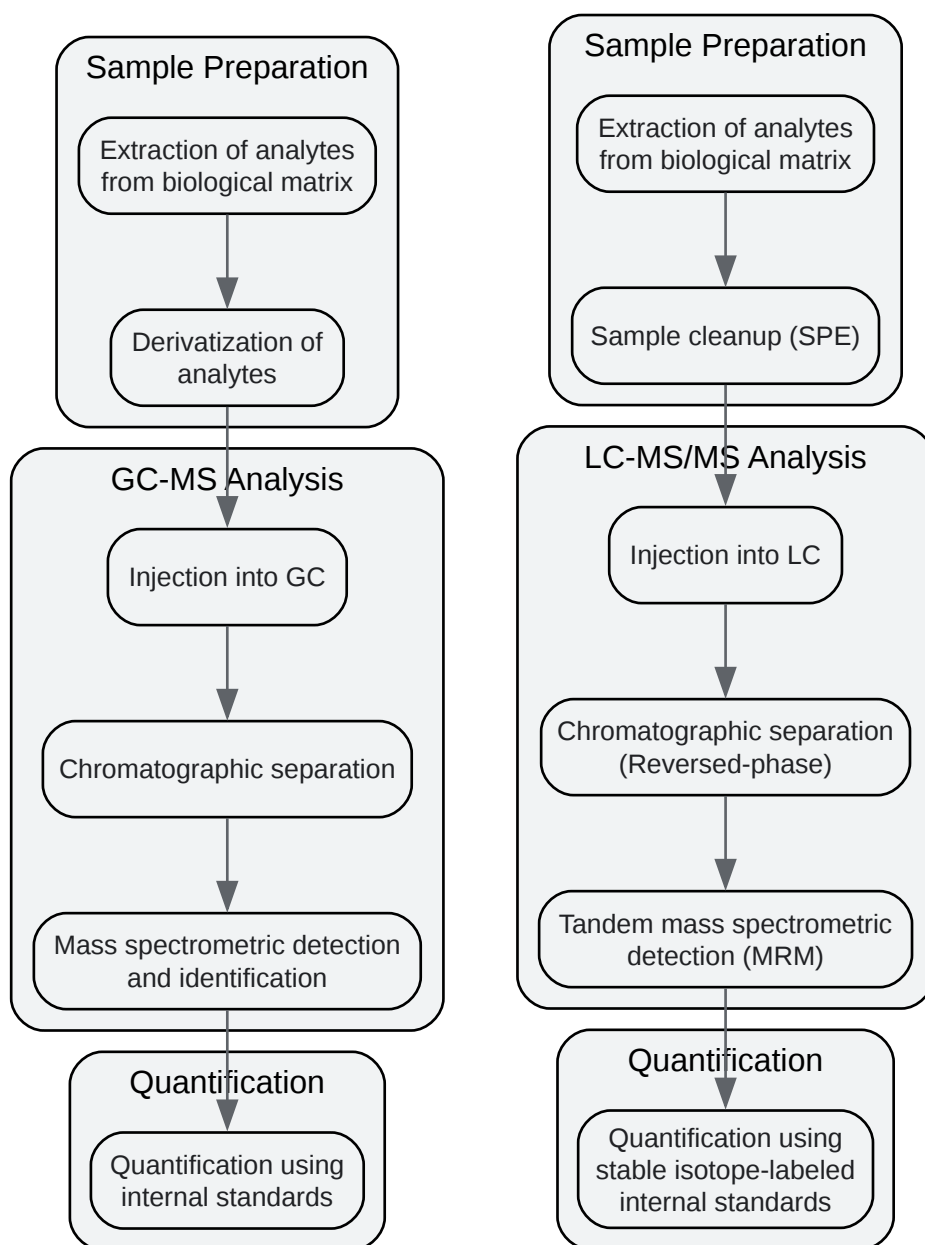 Sample Preparation
Extraction of analytes
from biological matrix
Derivatization of
analytes
GC-MS Analysis
Injection into GC
Chromatographic separation
Mass spectrometric detection
and identification
Quantification
Quantification using
internal standards
Sample Preparation
Extraction of analytes
from biological matrix
Sample cleanup (SPE)
LC-MS/MS Analysis
Injection into LC
Chromatographic separation
(Reversed-phase)
Tandem mass spectrometric
detection (MRM)
Quantification
Quantification using
stable isotope-labeled
internal standards